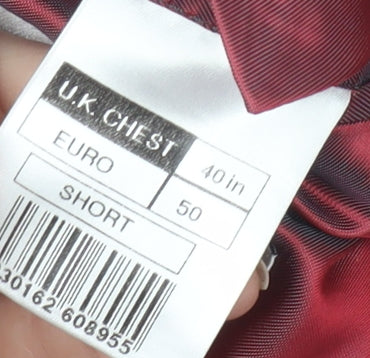 U.K. CHEST 40 in
EURO 50
SHORT
30162 608955